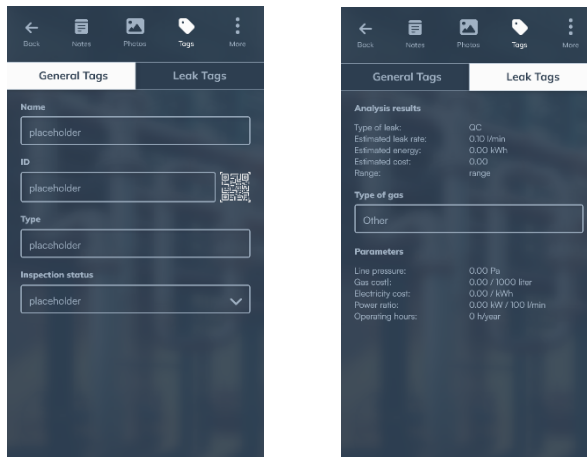 Back Notes Photos Tags More
General Tags Leak Tags
Name
placeholder
ID
placeholder
Type
placeholder
Inspection status
placeholder
Back Notes Photos Tags More
General Tags Leak Tags
Analysis results
Type of leak: QC
Estimated leak rate: 0.10 l/min
Estimated energy: 0.00 kWh
Estimated cost: 0.00
Range: range
Type of gas
Other
Parameters
Line pressure: 0.00 Pa
Gas costl: 0.00 / 1000 liter
Electricity cost: 0.00 / kWh
Power ratio: 0.00 kW / 100 l/min
Operating hours: 0 h/year